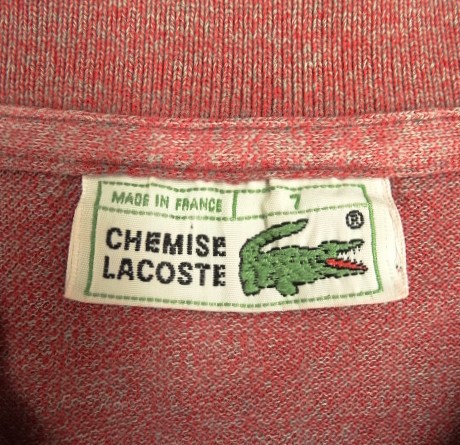 MADE IN FRANCE 7
CHEMISE
LACOSTE ®